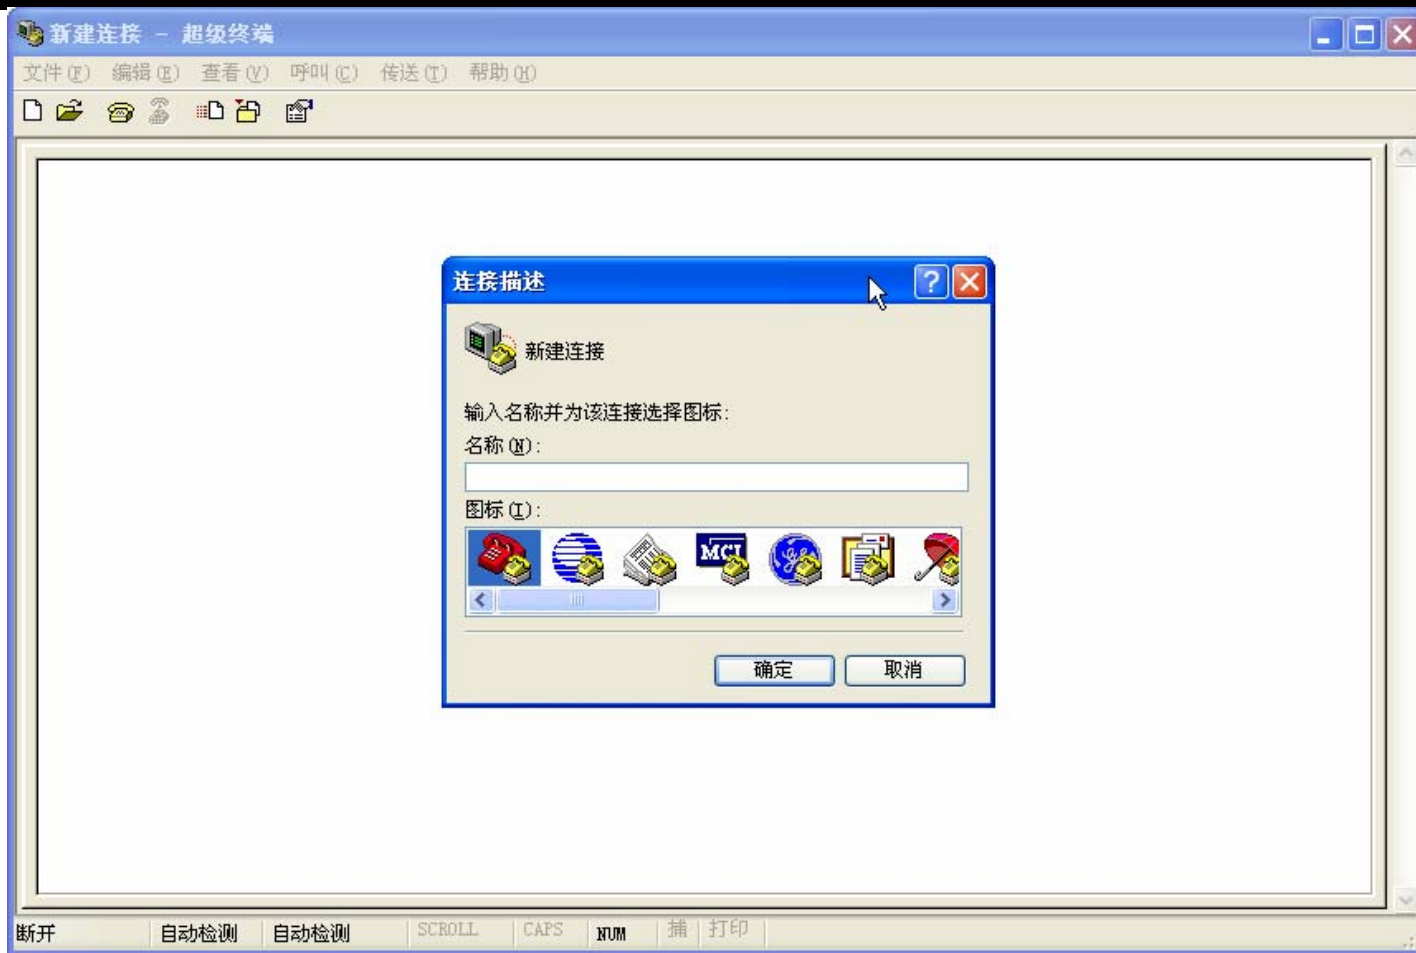 新建连接 - 超级终端
文件(F) 编辑(E) 查看(V) 呼叫(C) 传送(T) 帮助(H)
连接描述
新建连接
输入名称并为该连接选择图标:
名称(N):
图标(I):
MCI
确定 取消
断开 自动检测 自动检测 SCROLL CAPS NUM 捕 打印